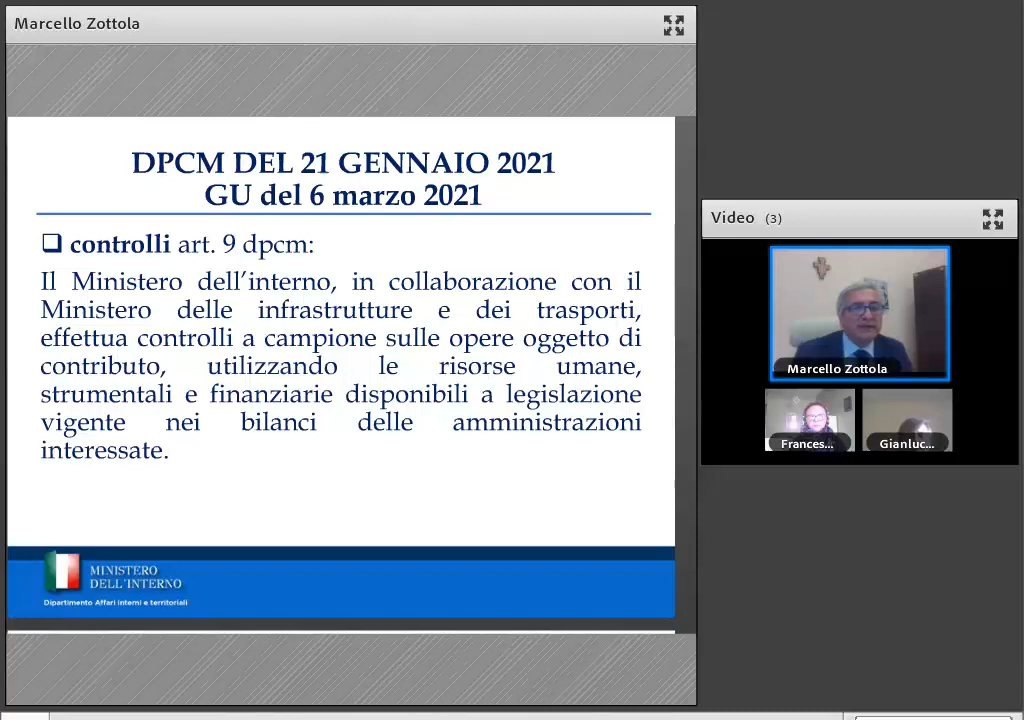 Marcello Zottola
DPCM DEL 21 GENNAIO 2021
GU del 6 marzo 2021
❑ controlli art. 9 dpcm:
Il Ministero dell’interno, in collaborazione con il
Ministero delle infrastrutture e dei trasporti,
effettua controlli a campione sulle opere oggetto di
contributo, utilizzando le risorse umane,
strumentali e finanziarie disponibili a legislazione
vigente nei bilanci delle amministrazioni
interessate.
MINISTERO
DELL'INTERNO
Dipartimento Affari interni e territoriali
Video (3)
Marcello Zottola
Frances...
Gianluc...